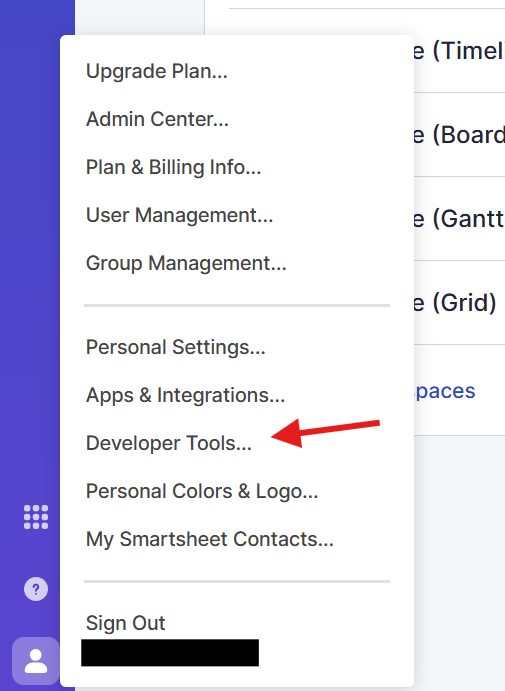 Upgrade Plan...
Admin Center...
Plan & Billing Info...
User Management...
Group Management...
Personal Settings...
Apps & Integrations...
Developer Tools...
Personal Colors & Logo...
My Smartsheet Contacts...
Sign Out
?
e (Timel
e (Board
e (Gantt
e (Grid)
paces